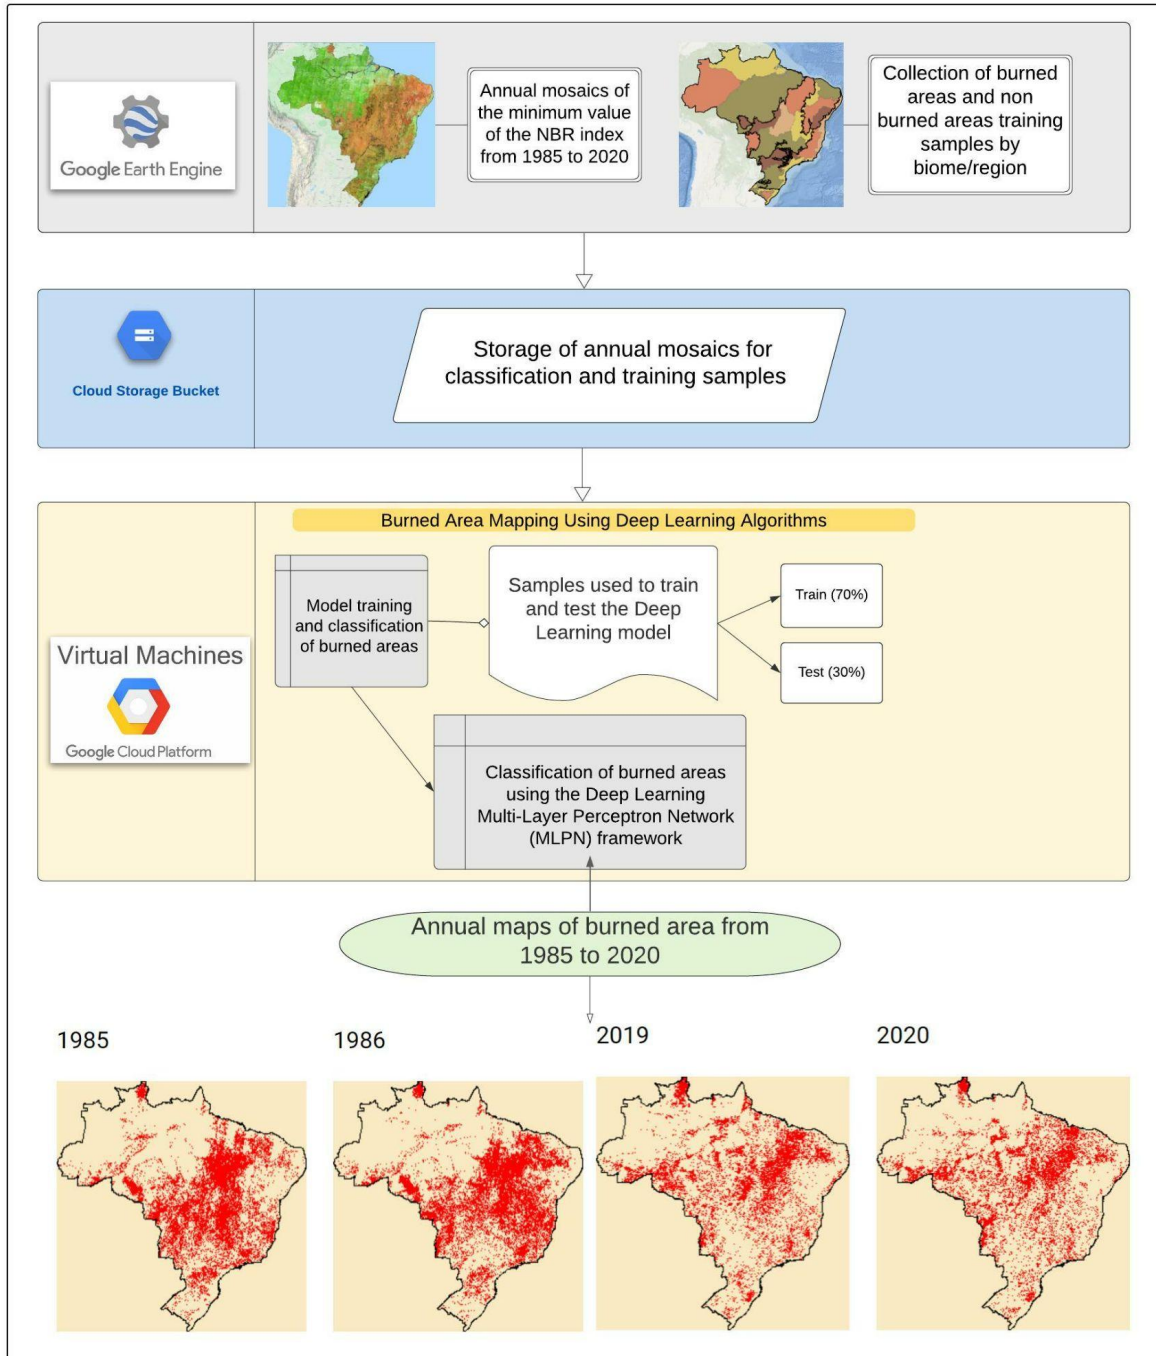 Google Earth Engine
Annual mosaics of
the minimum value
of the NBR index
from 1985 to 2020
Collection of burned
areas and non
burned areas training
samples by
biome/region
Cloud Storage Bucket
Storage of annual mosaics for
classification and training samples
Burned Area Mapping Using Deep Learning Algorithms
Virtual Machines
Google Cloud Platform
Model training
and classification
of burned areas
Samples used to train
and test the Deep
Learning model
Train (70%)
Test (30%)
Classification of burned areas
using the Deep Learning
Multi-Layer Perceptron Network
(MLPN) framework
Annual maps of burned area from
1985 to 2020
1985
1986
2019
2020